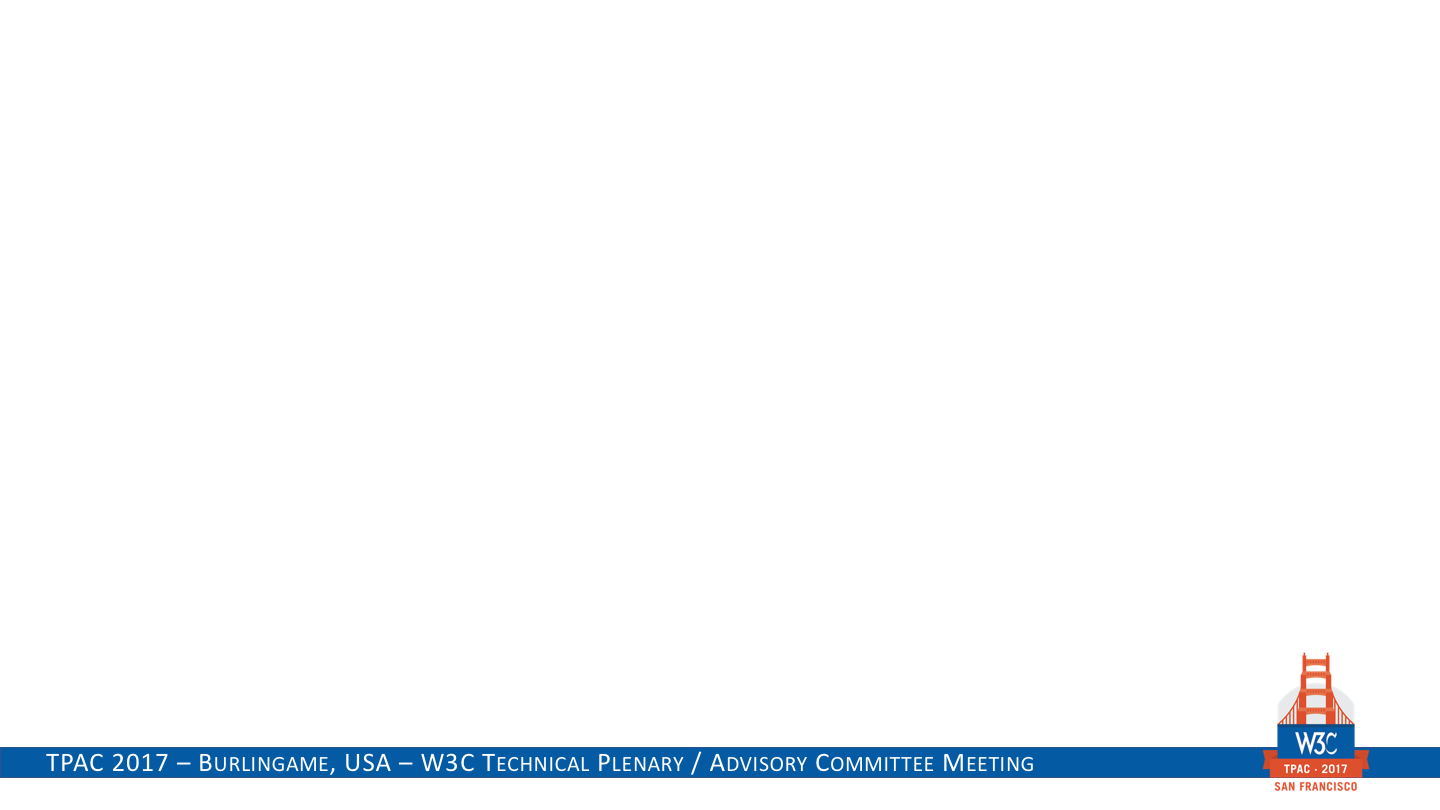 TPAC 2017 – Burlingame, USA – W3C Technical Plenary / Advisory Committee Meeting
W3C
TPAC · 2017
SAN FRANCISCO